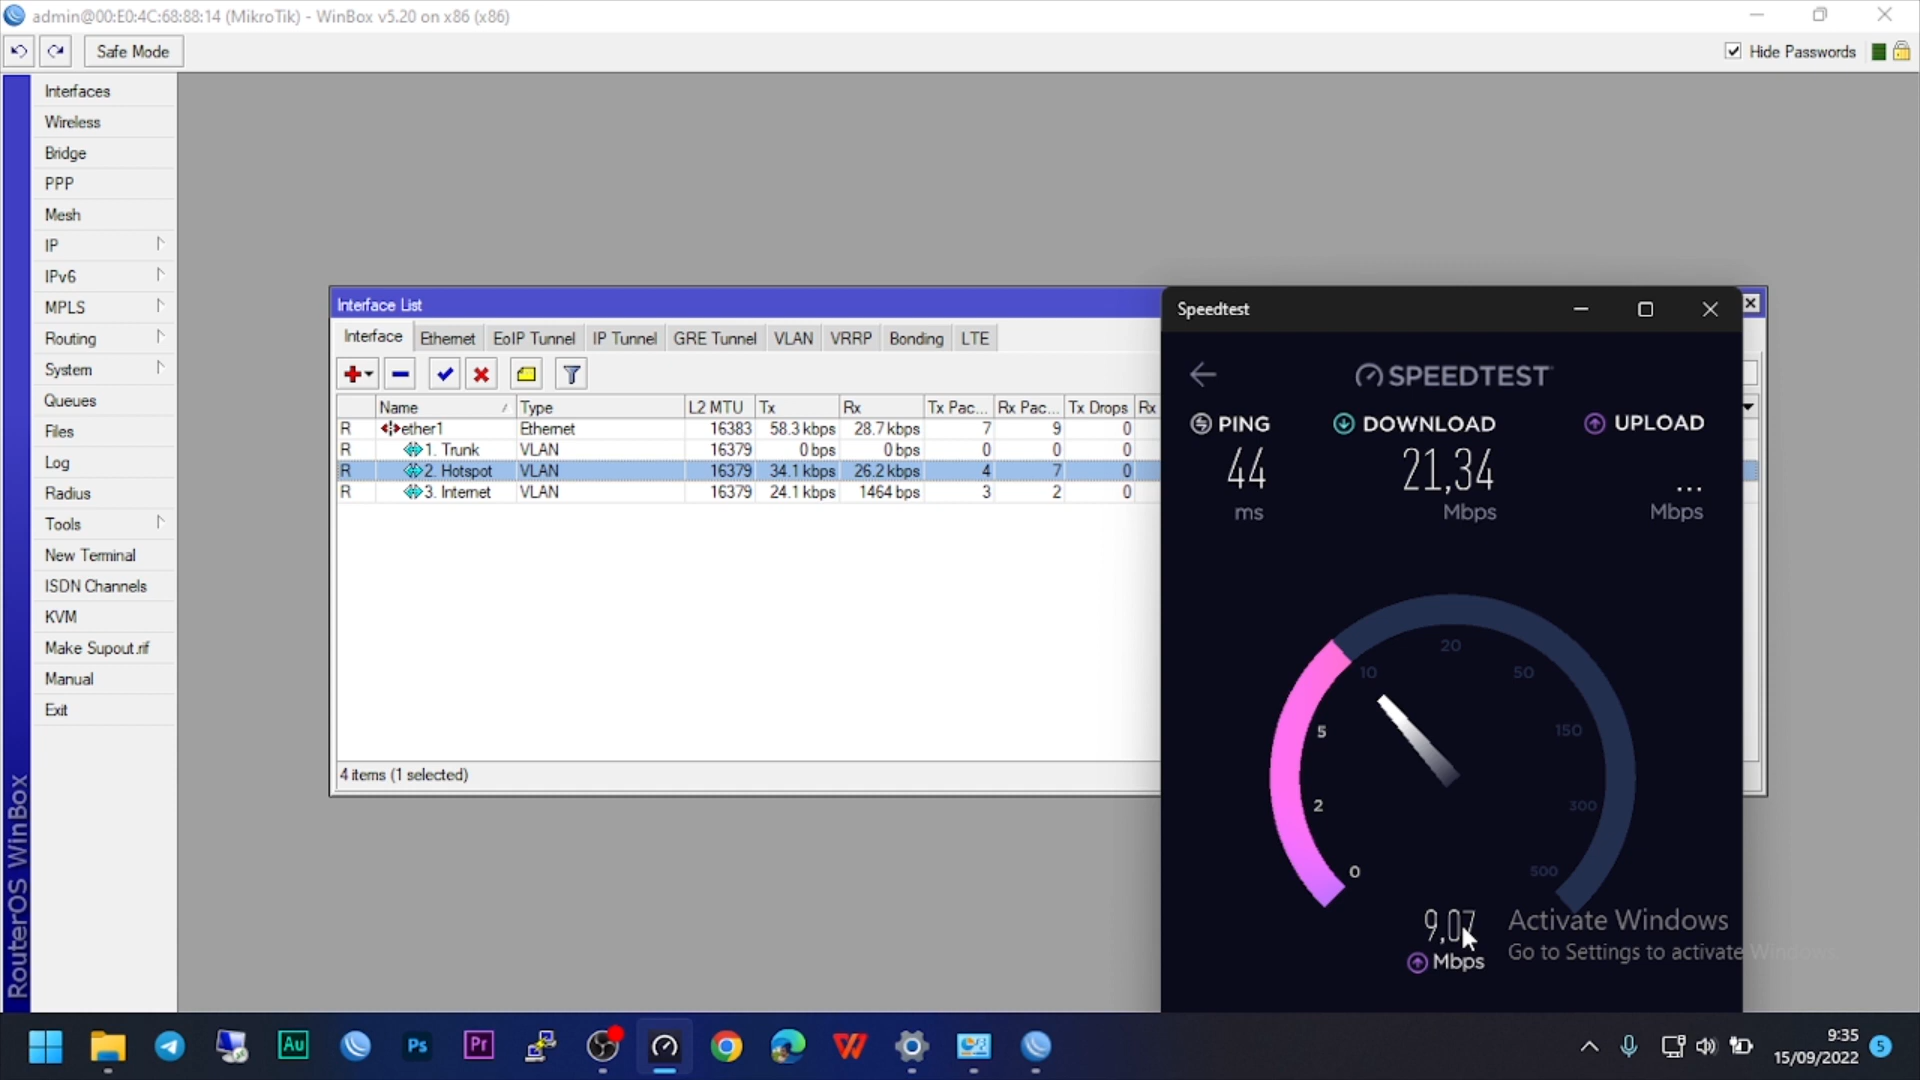 admin@00:E0:4C:68:88:14 (MikroTik) - WinBox v5.20 on x86 (x86)
Safe Mode
Hide Passwords
Interfaces
Wireless
Bridge
PPP
Mesh
IP
IPv6
MPLS
Routing
System
Queues
Files
Log
Radius
Tools
New Terminal
ISDN Channels
KVM
Make Supout.rif
Manual
Exit
RouterOS WinBox
Interface List
Interface Ethernet EoIP Tunnel IP Tunnel GRE Tunnel VLAN VRRP Bonding LTE
Name / Type L2 MTU Tx Rx Tx Pac... Rx Pac... Tx Drops Rx
R ether1 Ethernet 16383 58.3 kbps 28.7 kbps 7 9 0
R 1. Trunk VLAN 16379 0 bps 0 bps 0 0 0
R 2. Hotspot VLAN 16379 34.1 kbps 26.2 kbps 4 7 0
R 3. Internet VLAN 16379 24.1 kbps 1464 bps 3 2 0
4 items (1 selected)
Speedtest
SPEEDTEST
PING DOWNLOAD UPLOAD
44 21,34 ...
ms Mbps Mbps
20
10 50
5 150
2 300
0 500
9,07
Mbps
Activate Windows
Go to Settings to activate Windows.
Au
Ps
Pr
9:35
15/09/2022
5